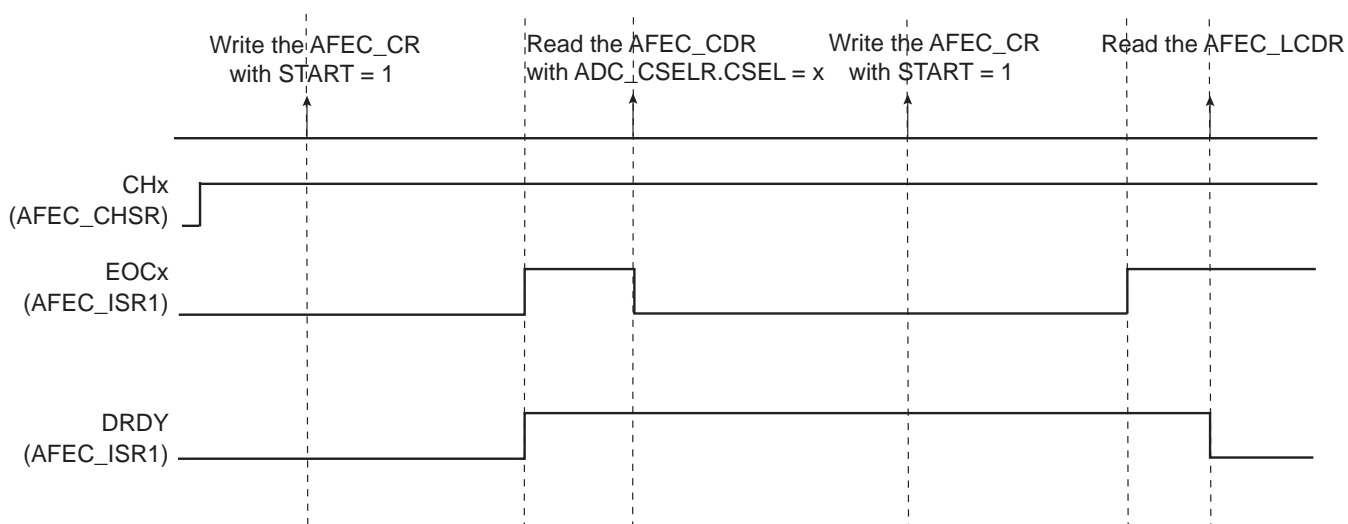 Write the AFEC_CR
with START = 1
Read the AFEC_CDR
with ADC_CSELR.CSEL = x
Write the AFEC_CR
with START = 1
Read the AFEC_LCDR
CHx
(AFEC_CHSR)
EOCx
(AFEC_ISR1)
DRDY
(AFEC_ISR1)